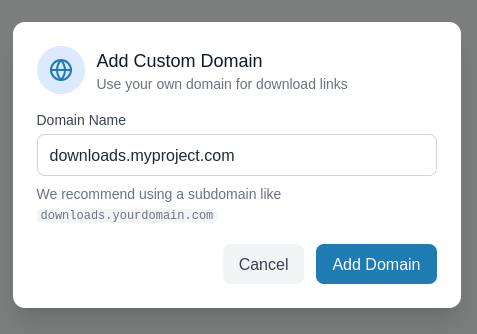 Add Custom Domain
Use your own domain for download links
Domain Name
downloads.myproject.com
We recommend using a subdomain like
downloads.yourdomain.com
Cancel
Add Domain